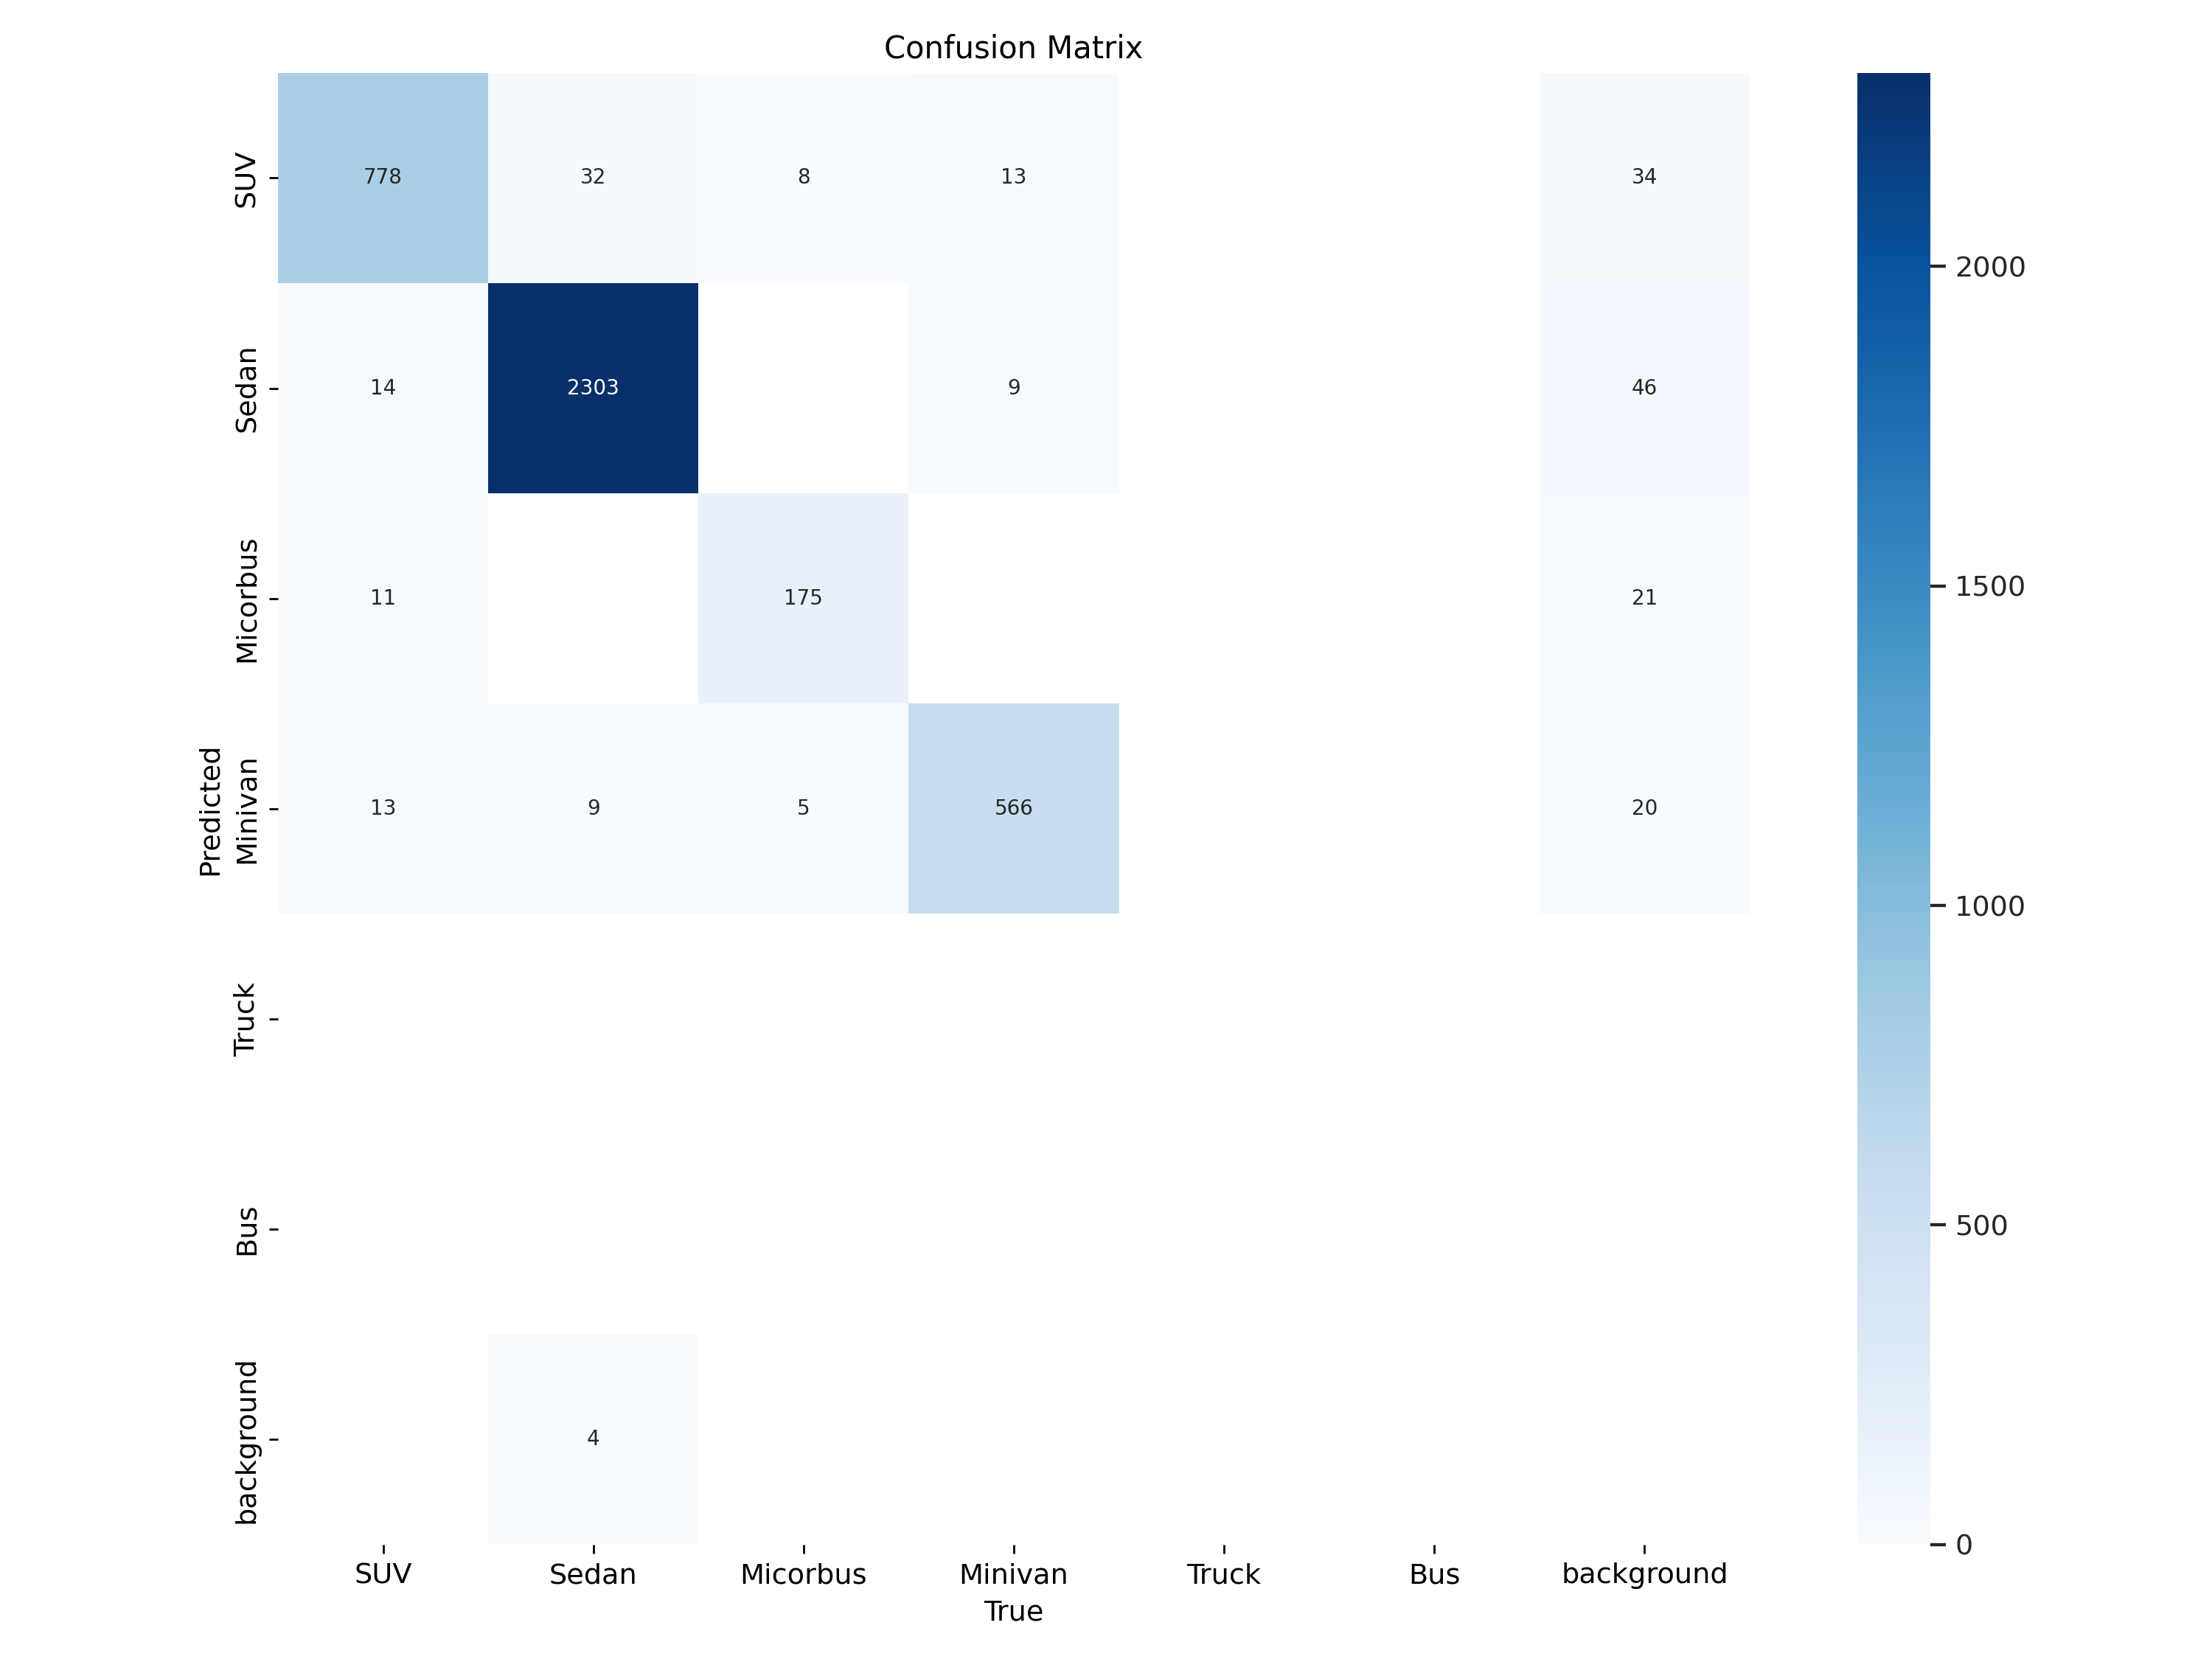 Confusion Matrix
SUV
778
32
8
13
34
Sedan
14
2303
9
46
Micorbus
11
175
21
Predicted
Minivan
13
9
5
566
20
Truck
Bus
background
4
SUV
Sedan
Micorbus
Minivan
Truck
Bus
background
True
2000
1500
1000
500
0